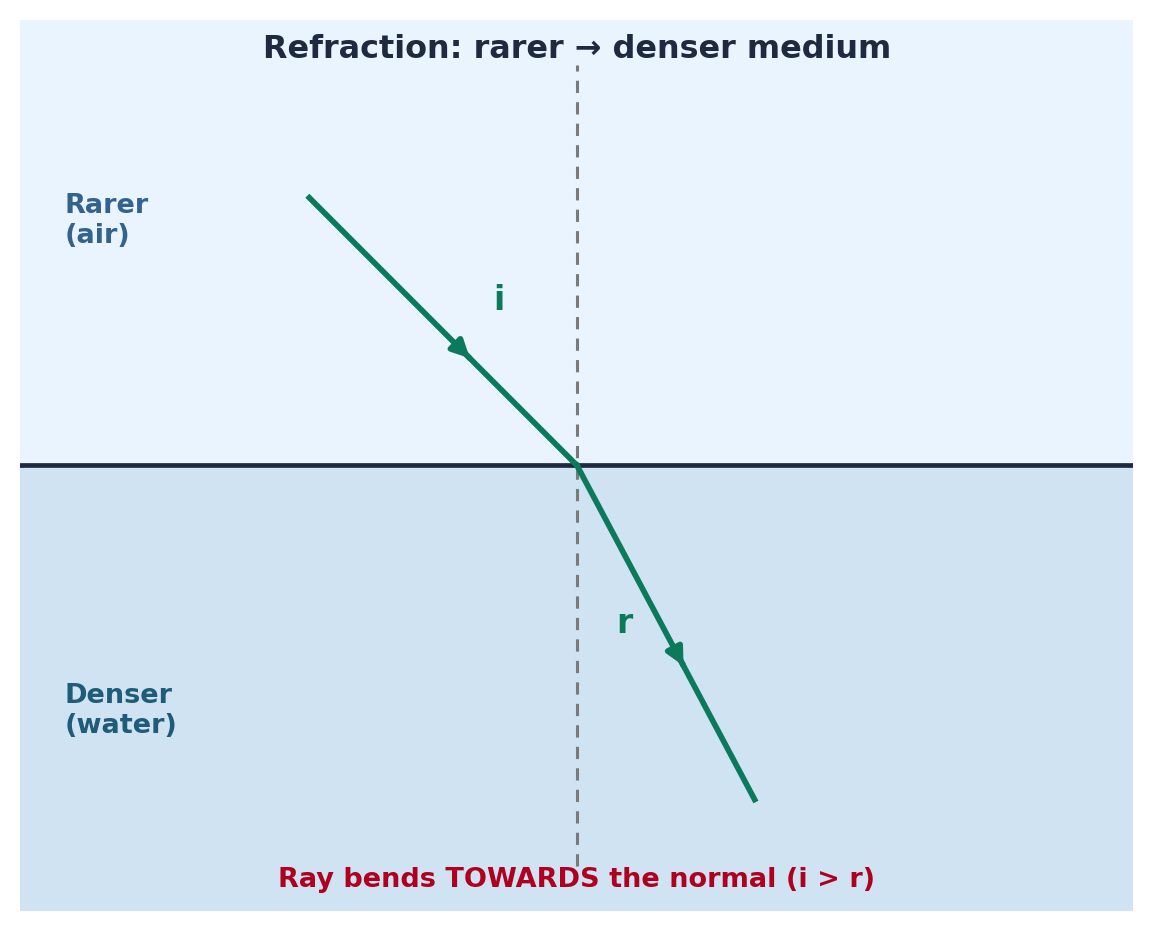 Refraction: rarer → denser medium
Rarer
(air)
i
r
Denser
(water)
Ray bends TOWARDS the normal (i > r)